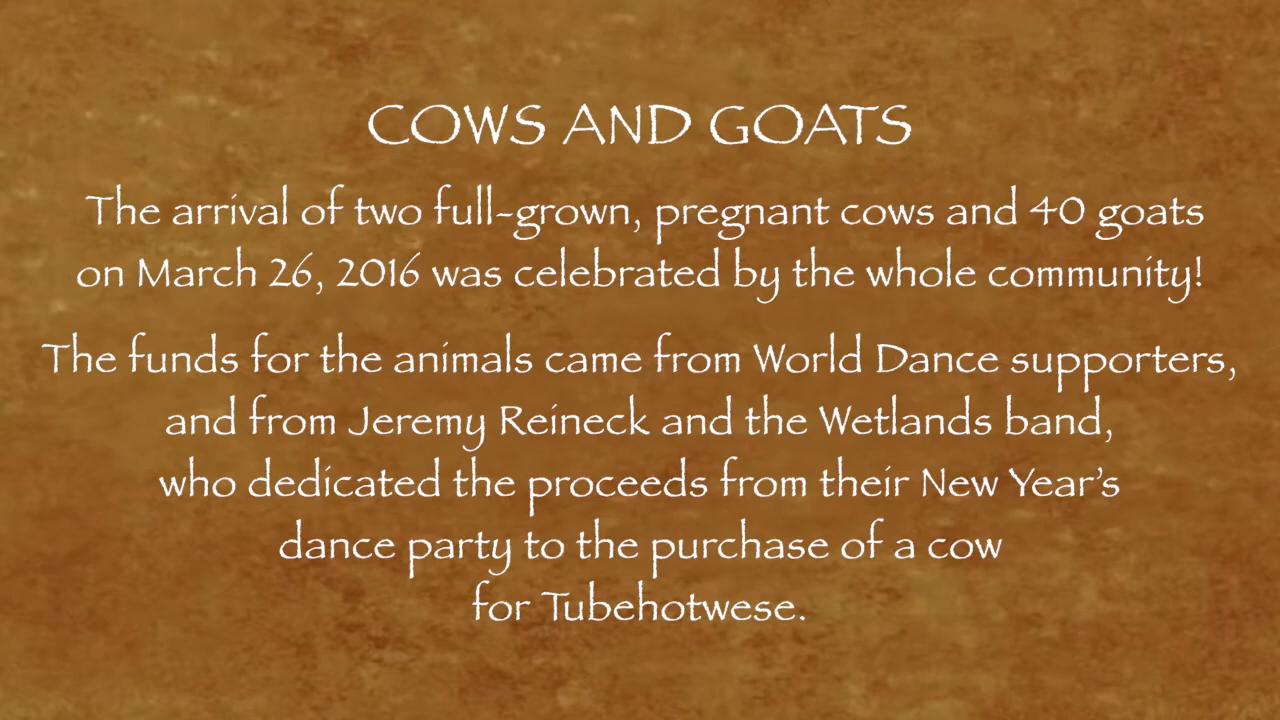 COWS AND GOATS
The arrival of two full-grown, pregnant cows and 40 goats
on March 26, 2016 was celebrated by the whole community!
The funds for the animals came from World Dance supporters,
and from Jeremy Reineck and the Wetlands band,
who dedicated the proceeds from their New Year’s
dance party to the purchase of a cow
for Tubehotwese.